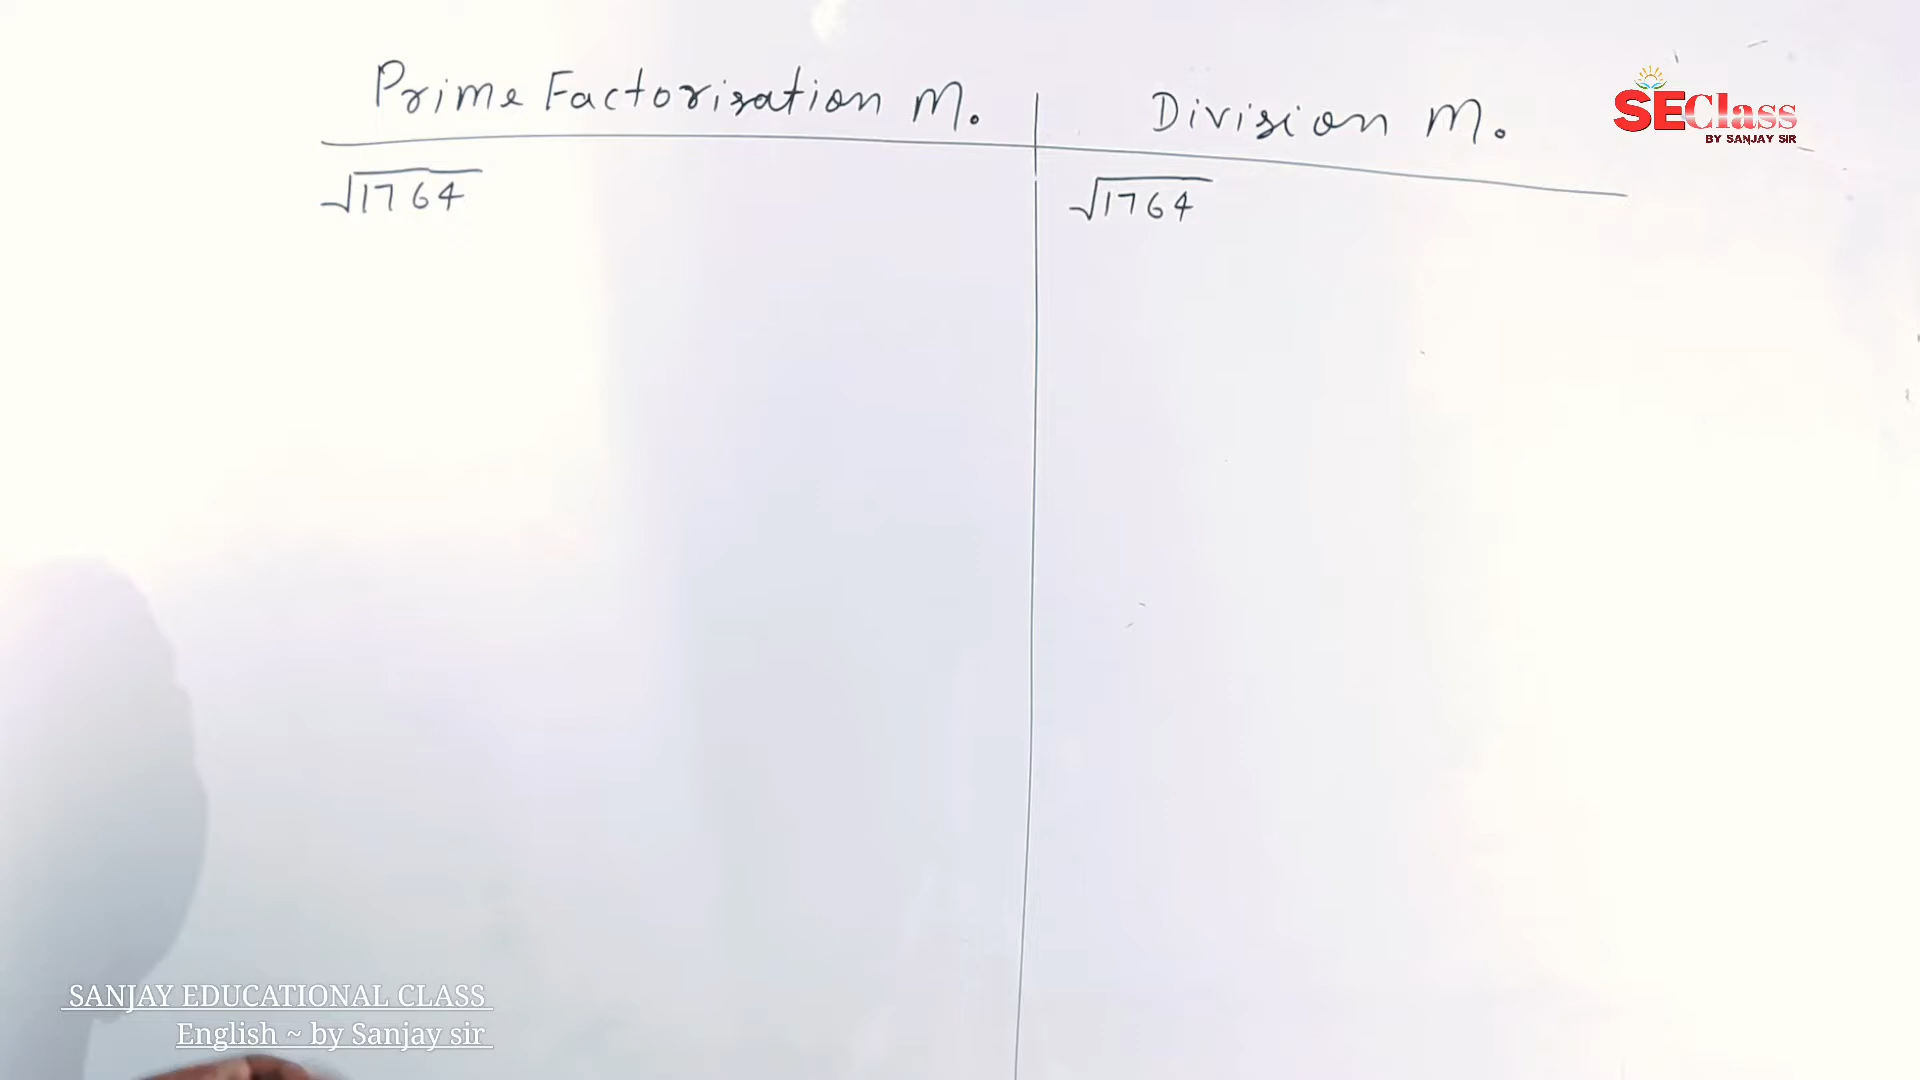 Prime Factorization M.
Division M.
√1764
√1764
SEClass
BY SANJAY SIR
SANJAY EDUCATIONAL CLASS
English ~ by Sanjay sir